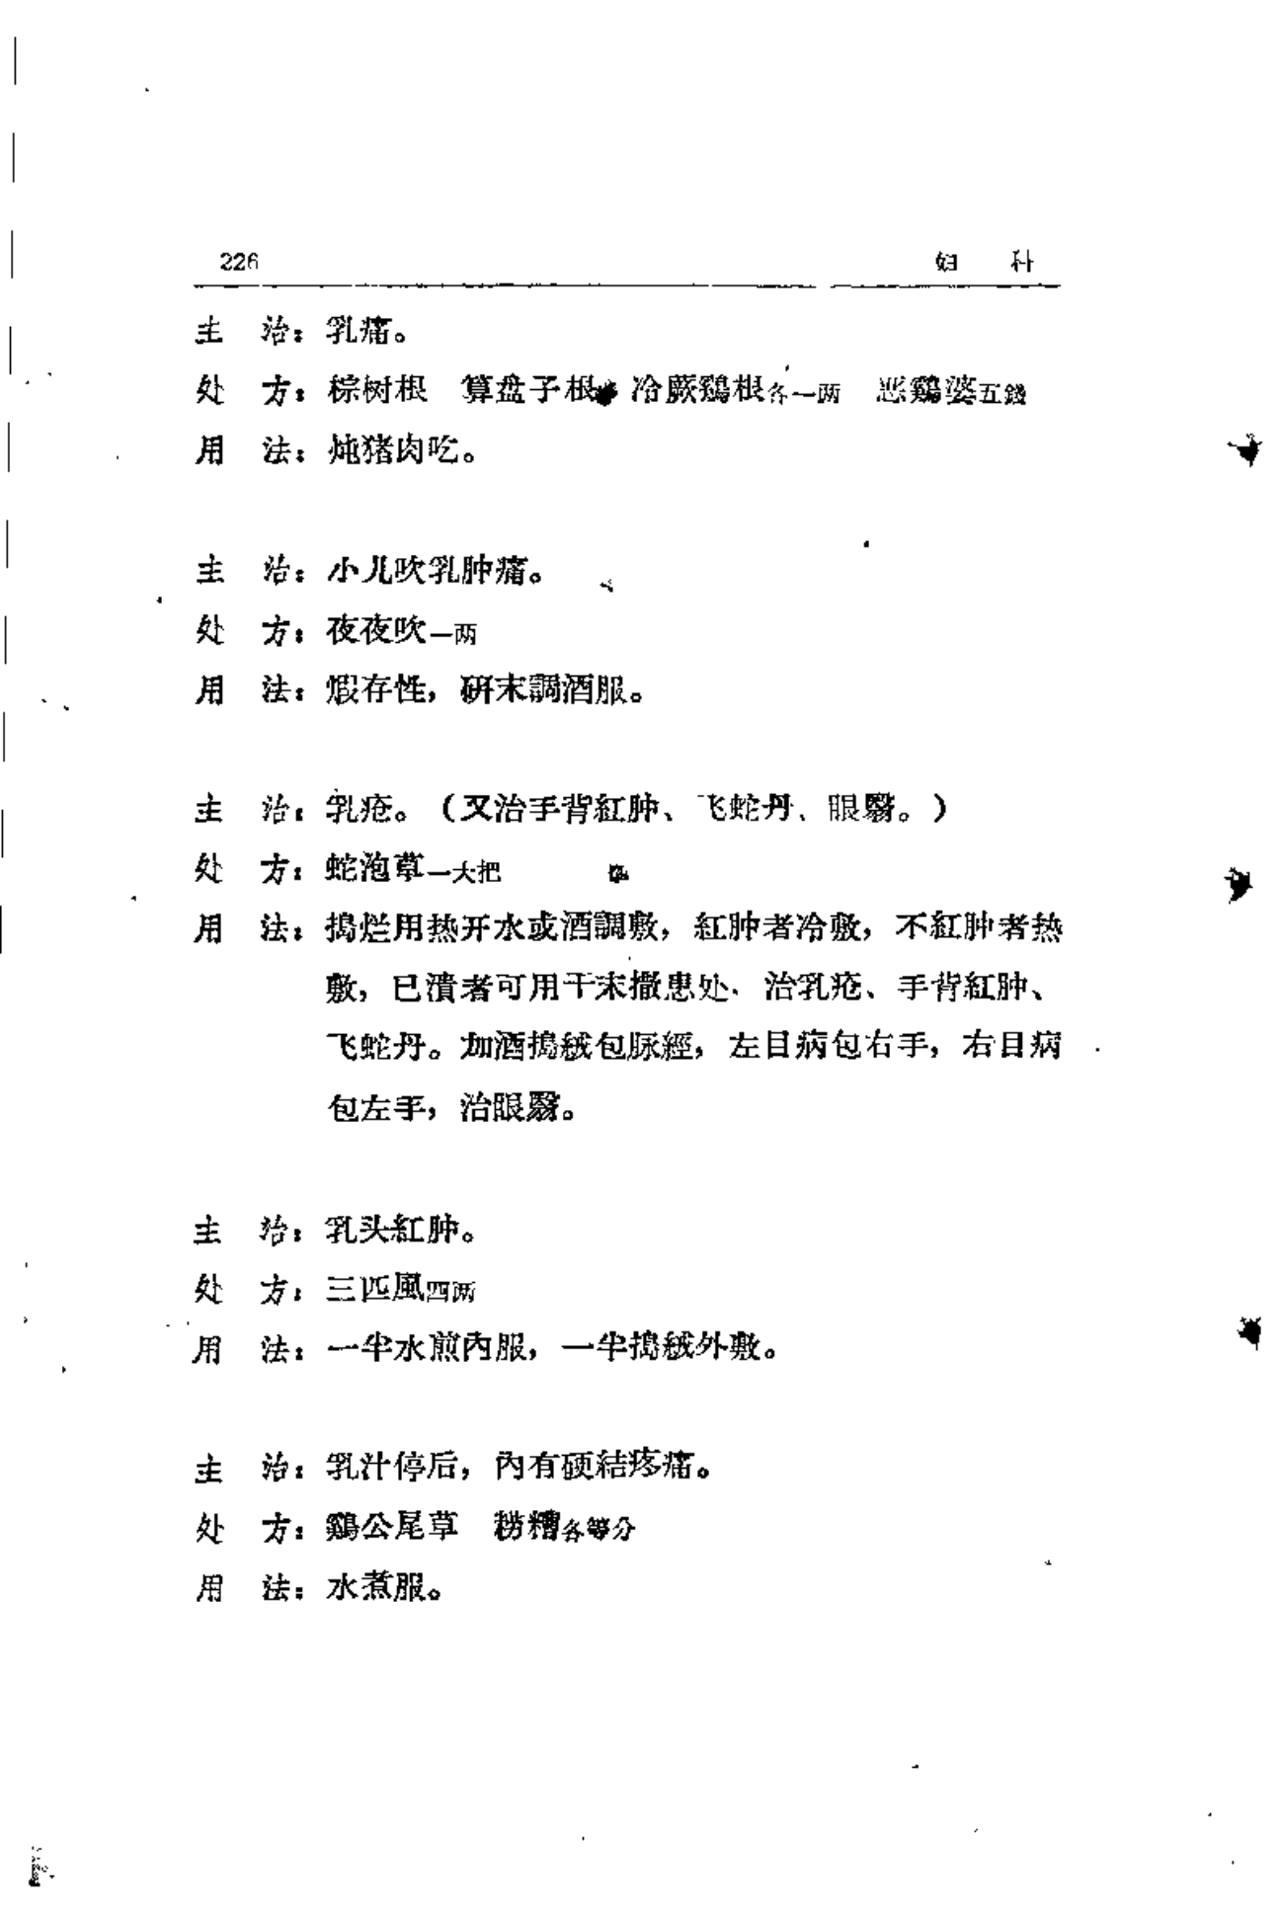 226 妇 科
主 治：乳痛。
处 方：棕树根 算盘子根 冷蕨鷄根各一两 恶鷄婆五錢
用 法：炖猪肉吃。
主 治：小儿吹乳肿痛。
处 方：夜夜吹一两
用 法：煅存性，研末調酒服。
主 治：乳疮。（又治手背紅肿、飞蛇丹、眼翳。）
处 方：蛇泡草一大把
用 法：搗烂用热开水或酒調敷，紅肿者冷敷，不紅肿者热
敷，已潰者可用干末撒患处、治乳疮、手背紅肿、
飞蛇丹。加酒搗絨包脉經，左目病包右手，右目病
包左手，治眼翳。
主 治：乳头紅肿。
处 方：三匹風四两
用 法：一半水煎內服，一半搗絨外敷。
主 治：乳汁停后，內有硬結疼痛。
处 方：鷄公尾草 捞糟各等分
用 法：水煮服。